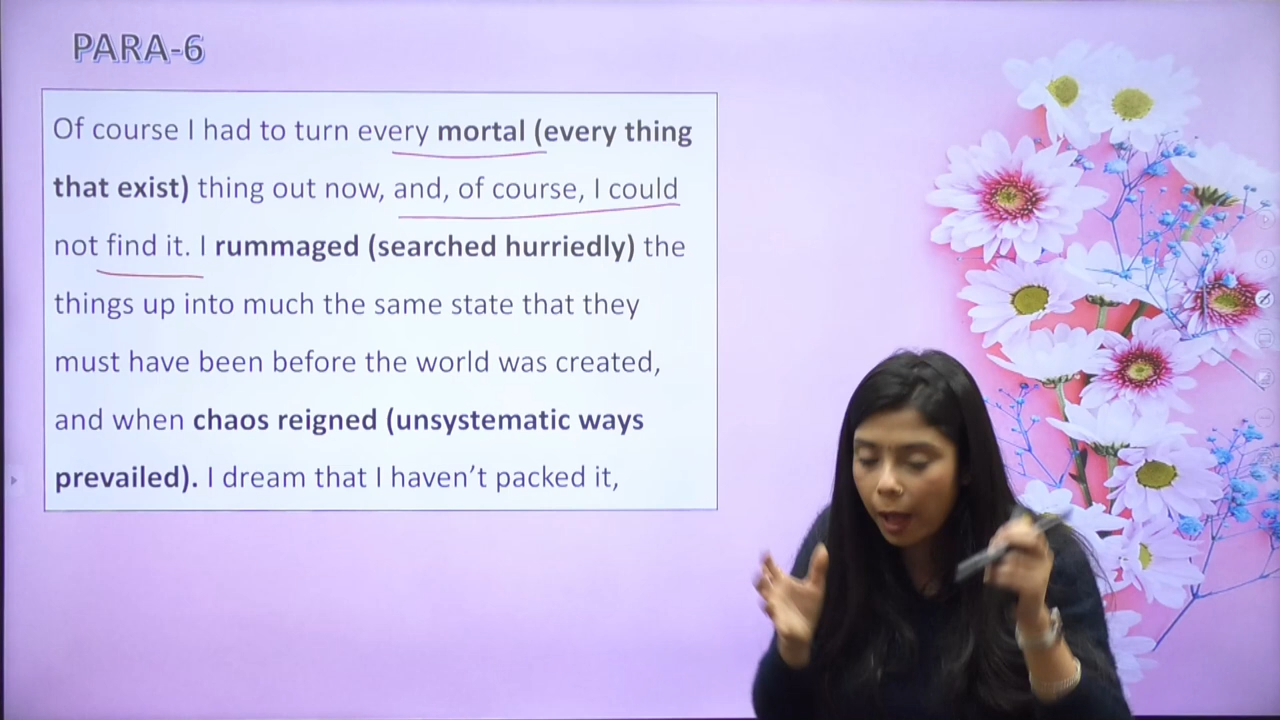 PARA-6
Of course I had to turn every mortal (every thing
that exist) thing out now, and, of course, I could
not find it. I rummaged (searched hurriedly) the
things up into much the same state that they
must have been before the world was created,
and when chaos reigned (unsystematic ways
prevailed). I dream that I haven’t packed it,